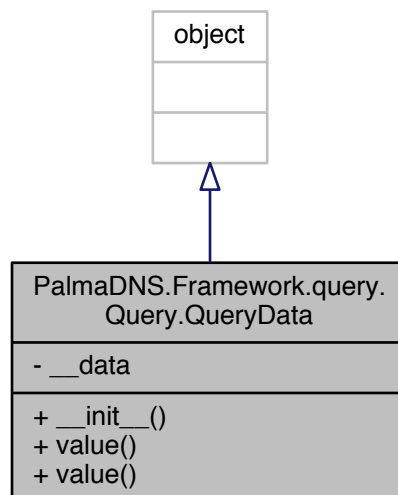 object
PalmaDNS.Framework.query.
Query.QueryData
- __data
+ __init__()
+ value()
+ value()